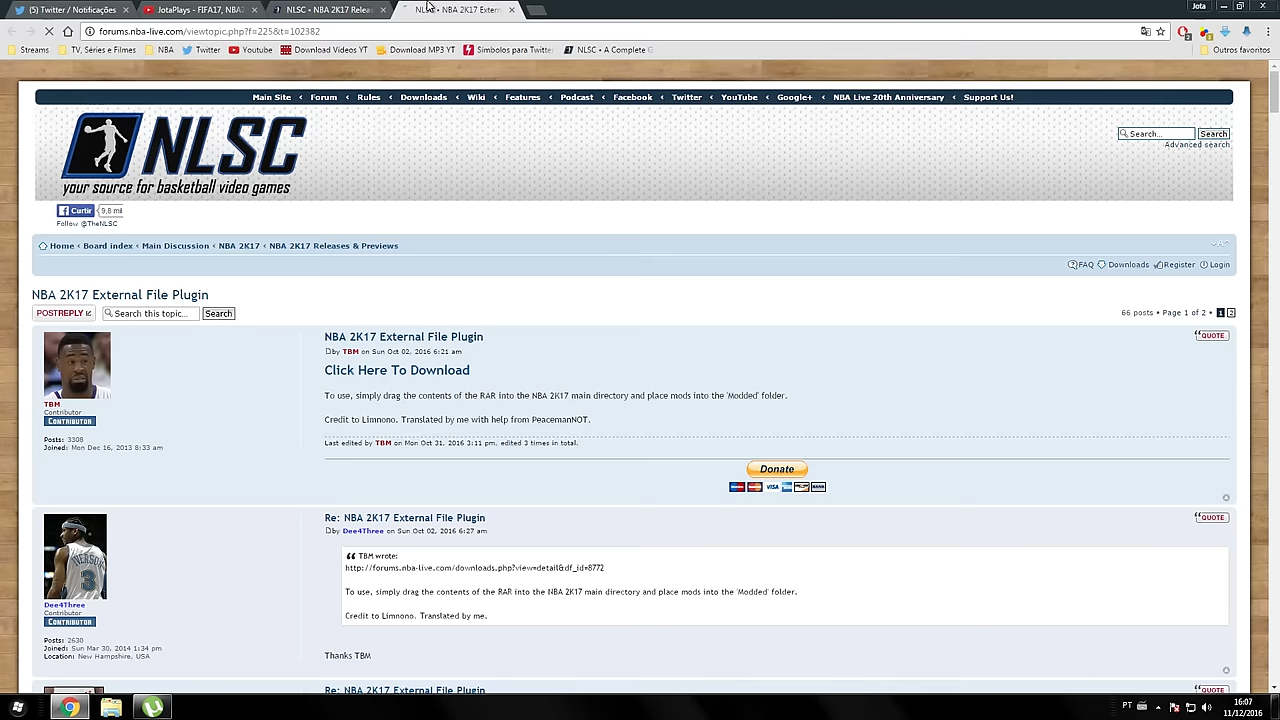 (5) Twitter / Notificações
JotaPlays - FIFA17, NBA2
NLSC • NBA 2K17 Relea
NLSC • NBA 2K17 Extern
Jota
forums.nba-live.com/viewtopic.php?f=225&t=102382
Streams
TV, Séries e Filmes
NBA
Twitter
Youtube
Download Vídeos YT
Download MP3 YT
Símbolos para Twitte
NLSC • A Complete G
Outros favoritos
Main Site ‹ Forum ‹ Rules ‹ Downloads ‹ Wiki ‹ Features ‹ Podcast ‹ Facebook ‹ Twitter ‹ YouTube ‹ Google+ ‹ NBA Live 20th Anniversary ‹ Support Us!
NLSC
your source for basketball video games
Search... Search
Advanced search
Curtir 9,8 mil
Follow @TheNLSC
Home ‹ Board index ‹ Main Discussion ‹ NBA 2K17 ‹ NBA 2K17 Releases & Previews
FAQ Downloads Register Login
NBA 2K17 External File Plugin
POSTREPLY Search this topic... Search
66 posts • Page 1 of 2 • 1 2
NBA 2K17 External File Plugin
QUOTE
by TBM on Sun Oct 02, 2016 6:21 am
Click Here To Download
To use, simply drag the contents of the RAR into the NBA 2K17 main directory and place mods into the 'Modded' folder.
Credit to Limnono. Translated by me with help from PeacemanNOT.
Last edited by TBM on Mon Oct 31, 2016 3:11 pm, edited 3 times in total.
TBM
Contributor
CONTRIBUTOR
Posts: 3308
Joined: Mon Dec 16, 2013 8:33 am
Donate
VISA
BANK
Re: NBA 2K17 External File Plugin
QUOTE
by Dee4Three on Sun Oct 02, 2016 6:27 am
TBM wrote:
http://forums.nba-live.com/downloads.php?view=detail&df_id=8772
To use, simply drag the contents of the RAR into the NBA 2K17 main directory and place mods into the 'Modded' folder.
Credit to Limnono. Translated by me.
Thanks TBM
IVERSON
3
Dee4Three
Contributor
CONTRIBUTOR
Posts: 2630
Joined: Sun Mar 30, 2014 1:34 pm
Location: New Hampshire, USA
Re: NBA 2K17 External File Plugin
QUOTE
PT
16:07
11/12/2016